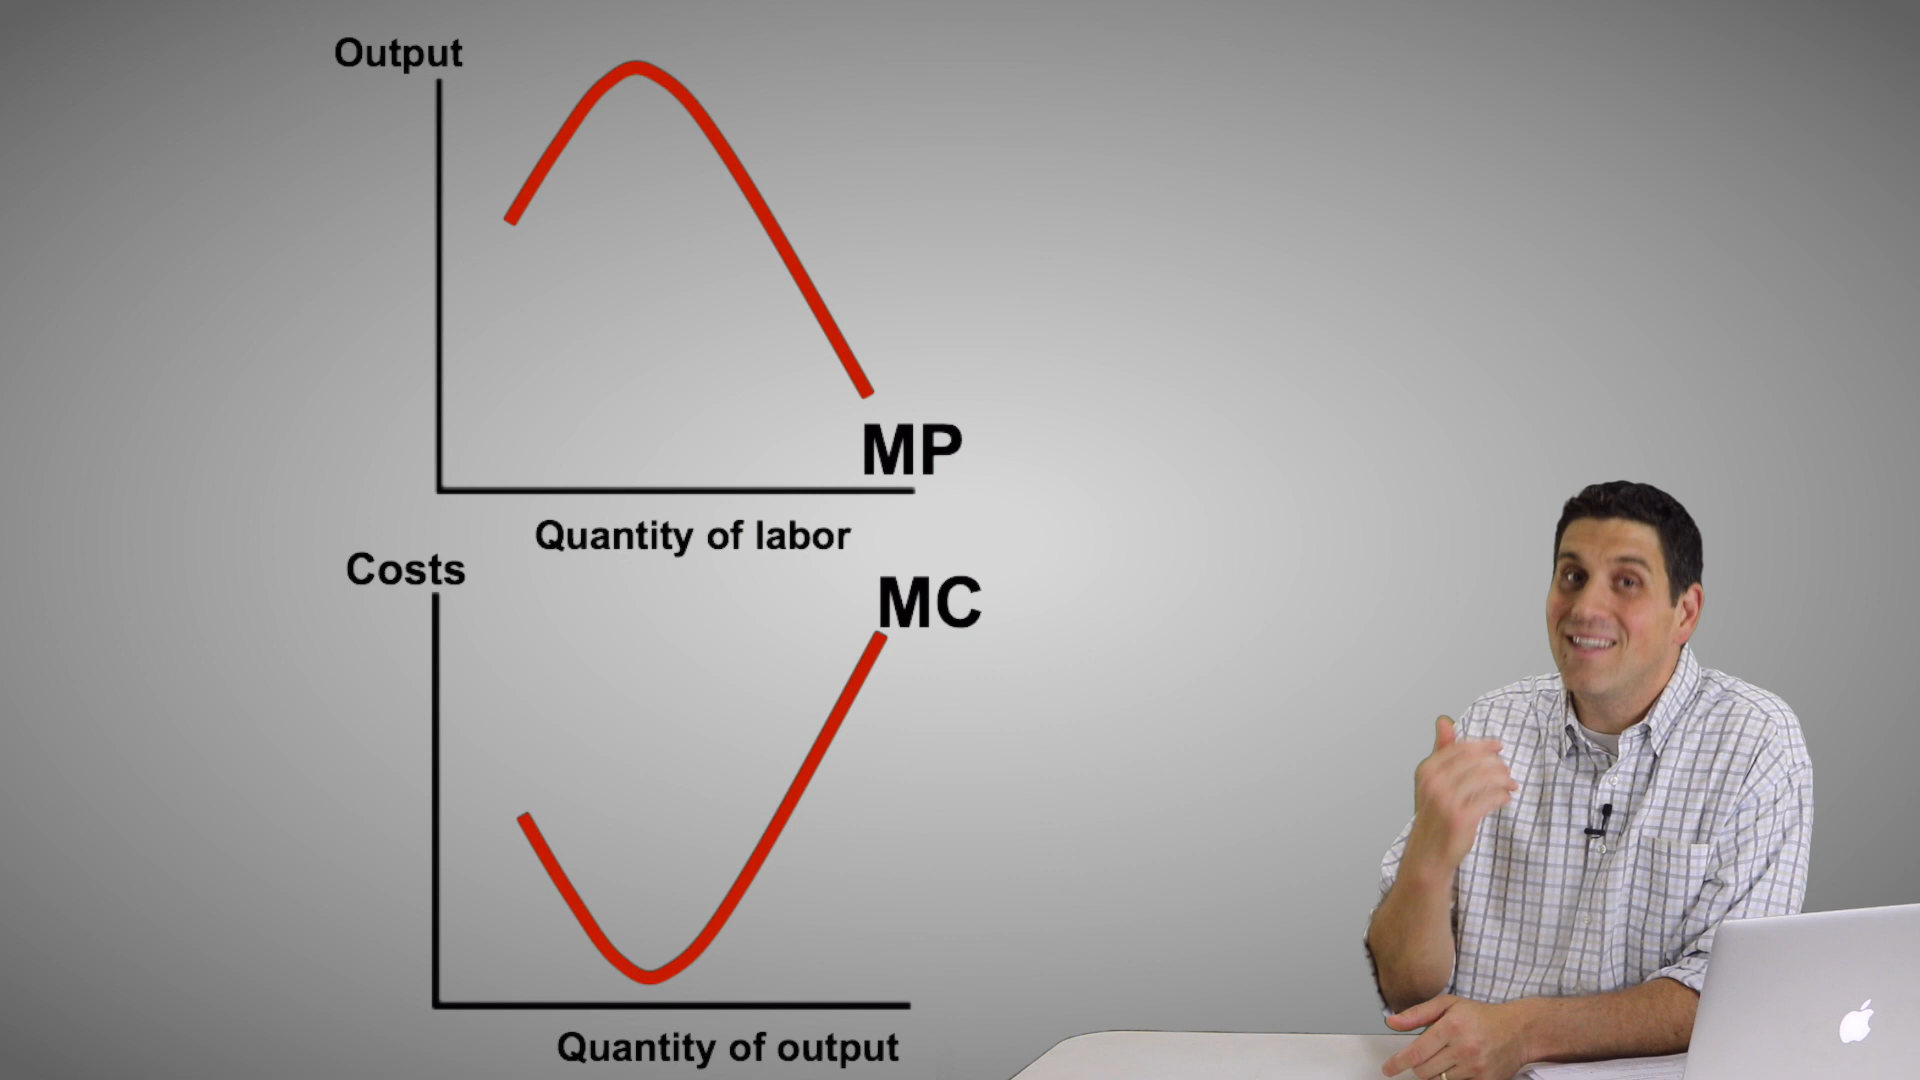 Output
MP
Quantity of labor
Costs
MC
Quantity of output